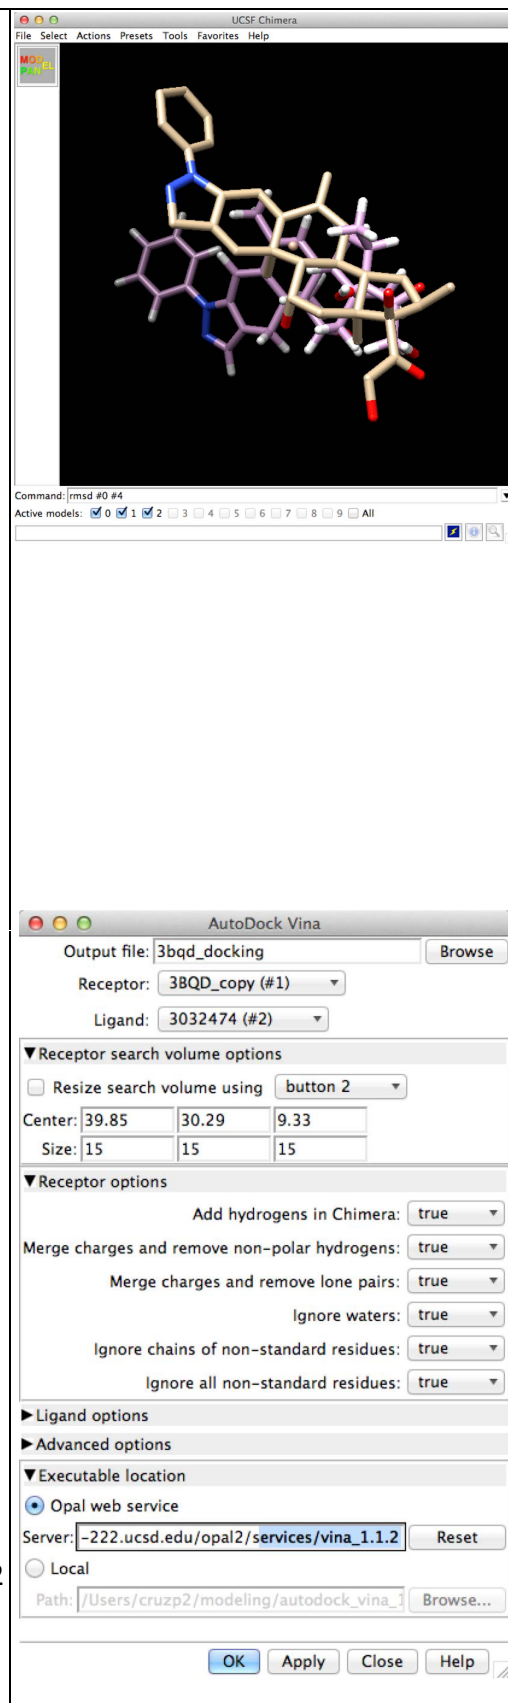 UCSF Chimera
File Select Actions Presets Tools Favorites Help
MODEL
PANEL
Command: rmsd #0 #4
Active models: 0 1 2 3 4 5 6 7 8 9 All
AutoDock Vina
Output file: 3bqd_docking Browse
Receptor: 3BQD_copy (#1)
Ligand: 3032474 (#2)
Receptor search volume options
Resize search volume using button 2
Center: 39.85 30.29 9.33
Size: 15 15 15
Receptor options
Add hydrogens in Chimera: true
Merge charges and remove non-polar hydrogens: true
Merge charges and remove lone pairs: true
Ignore waters: true
Ignore chains of non-standard residues: true
Ignore all non-standard residues: true
Ligand options
Advanced options
Executable location
Opal web service
Server: -222.ucsd.edu/opal2/services/vina_1.1.2 Reset
Local
Path: /Users/cruzp2/modeling/autodock_vina_1 Browse...
OK Apply Close Help